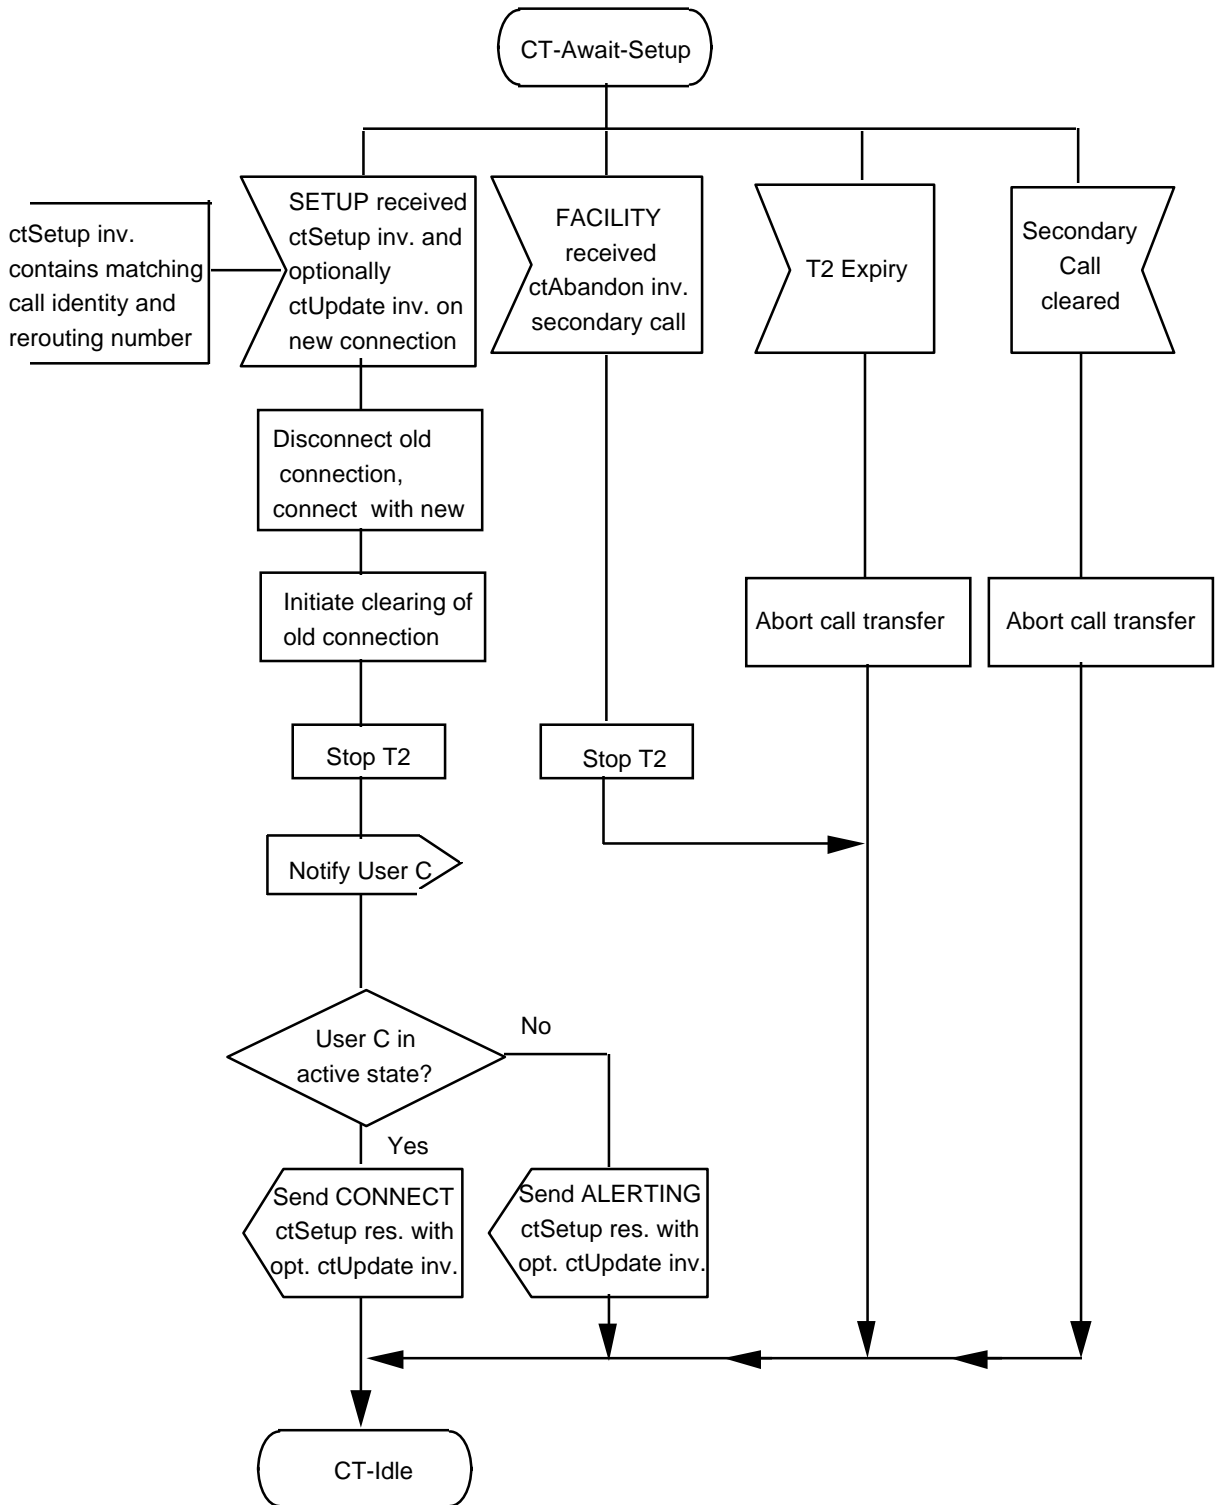 CT-Await-Setup
ctSetup inv.
contains matching
call identity and
rerouting number
SETUP received
ctSetup inv. and
optionally
ctUpdate inv. on
new connection
FACILITY
received
ctAbandon inv.
secondary call
T2 Expiry
Secondary
Call
cleared
Disconnect old
connection,
connect with new
Initiate clearing of
old connection
Abort call transfer
Abort call transfer
Stop T2
Stop T2
Notify User C
User C in
active state?
No
Yes
Send CONNECT
ctSetup res. with
opt. ctUpdate inv.
Send ALERTING
ctSetup res. with
opt. ctUpdate inv.
CT-Idle